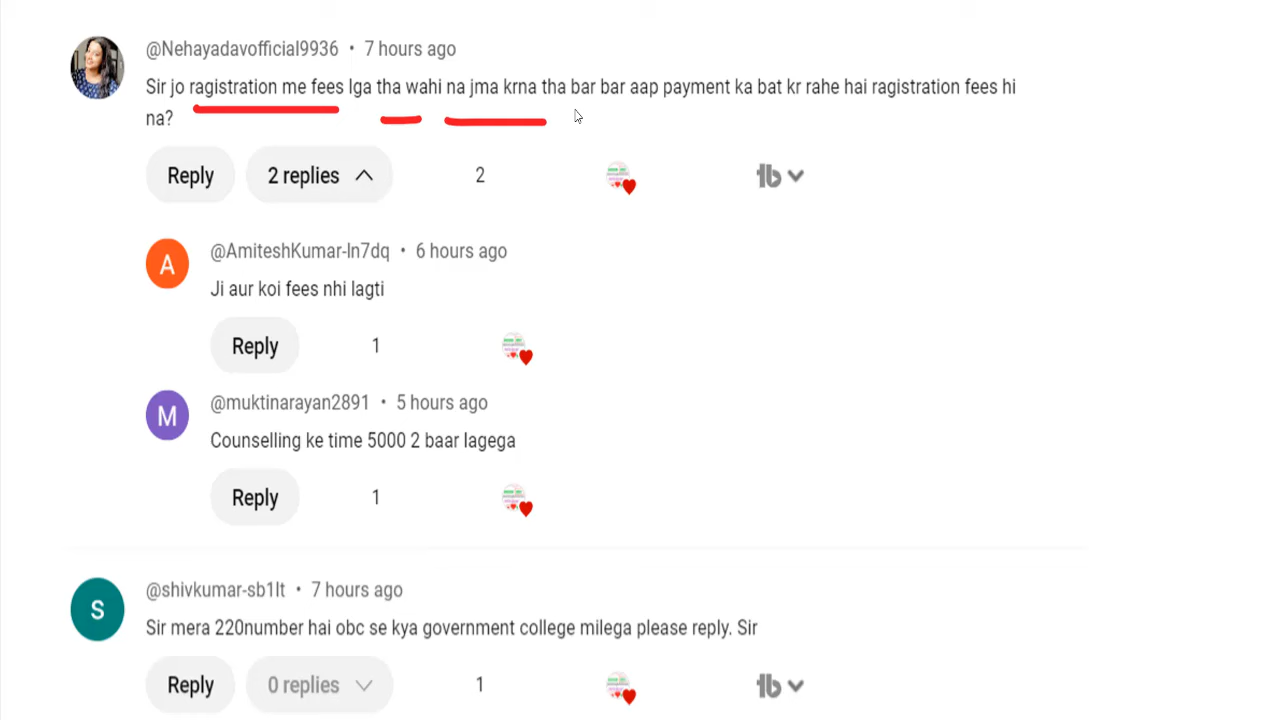 @Nehayadavofficial9936 • 7 hours ago
Sir jo ragistration me fees lga tha wahi na jma krna tha bar bar aap payment ka bat kr rahe hai ragistration fees hi
na?
Reply 2 replies 2
@AmiteshKumar-ln7dq • 6 hours ago
Ji aur koi fees nhi lagti
Reply 1
@muktinarayan2891 • 5 hours ago
Counselling ke time 5000 2 baar lagega
Reply 1
@shivkumar-sb1lt • 7 hours ago
Sir mera 220number hai obc se kya government college milega please reply. Sir
Reply 0 replies 1